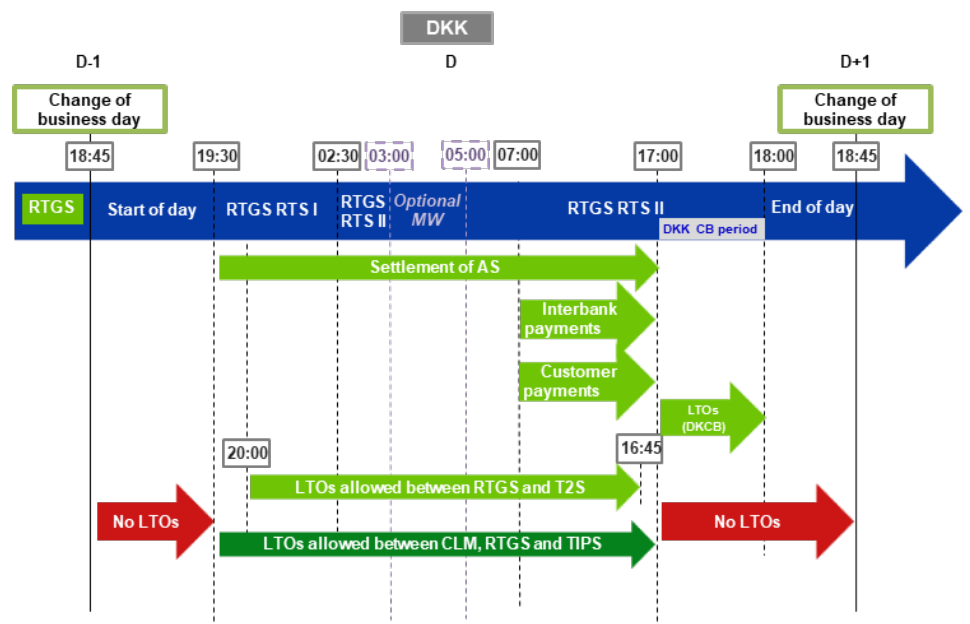 DKK
D-1
D
D+1
Change of
business day
Change of
business day
18:45
19:30
02:30
03:00
05:00
07:00
17:00
18:00
18:45
RTGS
Start of day
RTGS RTS I
RTGS
RTS II
Optional
MW
RTGS RTS II
DKK CB period
End of day
Settlement of AS
Interbank
payments
Customer
payments
LTOs
(DKCB)
20:00
16:45
LTOs allowed between RTGS and T2S
No LTOs
No LTOs
LTOs allowed between CLM, RTGS and TIPS